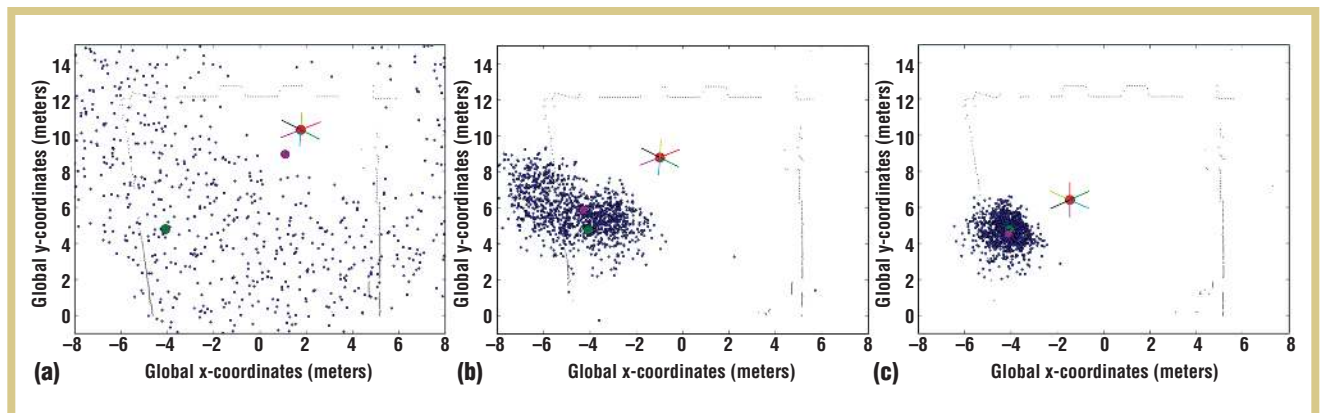 14
12
10
8
6
4
2
0
Global y-coordinates (meters)
–8 –6 –4 –2 0 2 4 6 8
Global x-coordinates (meters)
(a)
14
12
10
8
6
4
2
0
Global y-coordinates (meters)
–8 –6 –4 –2 0 2 4 6 8
Global x-coordinates (meters)
(b)
14
12
10
8
6
4
2
0
Global y-coordinates (meters)
–8 –6 –4 –2 0 2 4 6 8
Global x-coordinates (meters)
(c)